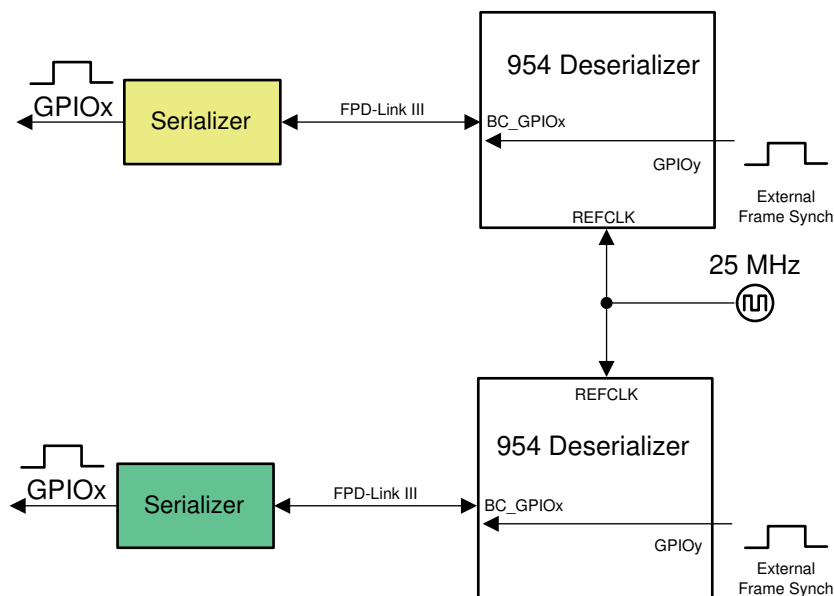 954 Deserializer
GPIOx
Serializer
FPD-Link III
BC_GPIOx
GPIOy
External
Frame Synch
REFCLK
25 MHz
REFCLK
954 Deserializer
GPIOx
Serializer
FPD-Link III
BC_GPIOx
GPIOy
External
Frame Synch